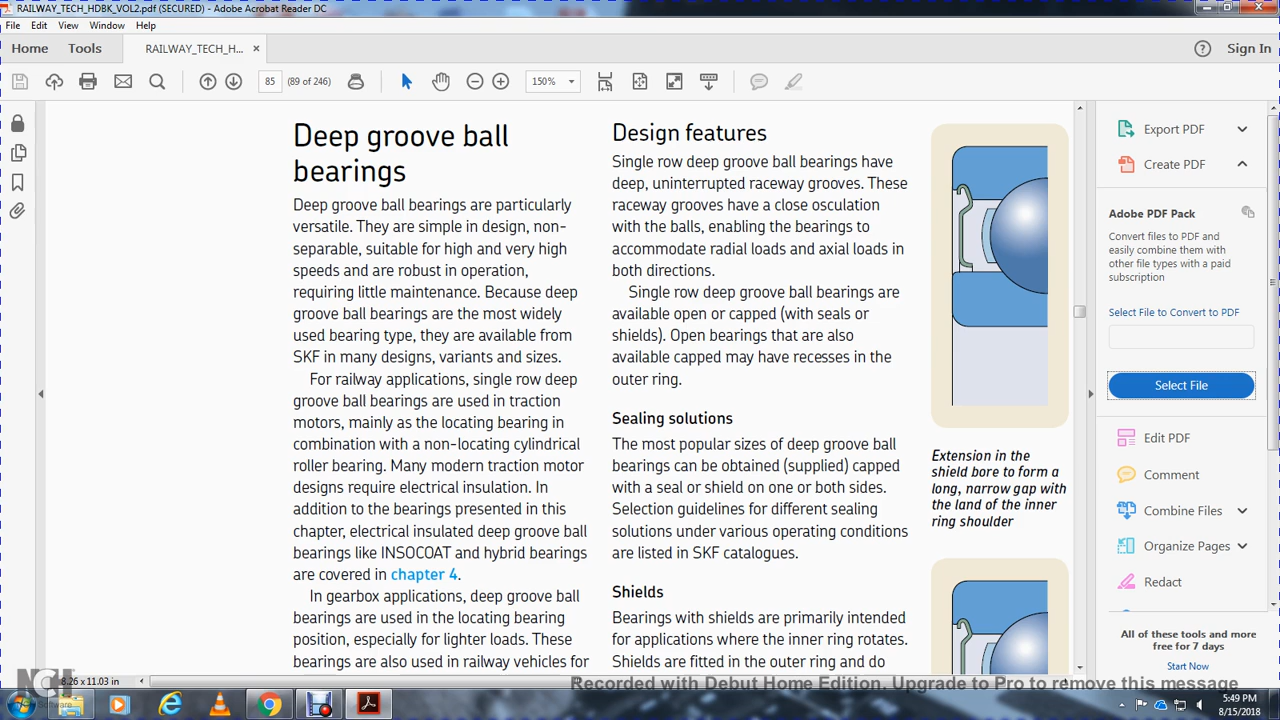 RAILWAY_TECH_HDBK_VOL2.pdf (SECURED) - Adobe Acrobat Reader DC
File Edit View Window Help
Home Tools RAILWAY_TECH_H... × Sign In
85 (89 of 246) 150%
Deep groove ball
bearings
Deep groove ball bearings are particularly
versatile. They are simple in design, non-
separable, suitable for high and very high
speeds and are robust in operation,
requiring little maintenance. Because deep
groove ball bearings are the most widely
used bearing type, they are available from
SKF in many designs, variants and sizes.
For railway applications, single row deep
groove ball bearings are used in traction
motors, mainly as the locating bearing in
combination with a non-locating cylindrical
roller bearing. Many modern traction motor
designs require electrical insulation. In
addition to the bearings presented in this
chapter, electrical insulated deep groove ball
bearings like INSOCOAT and hybrid bearings
are covered in chapter 4.
In gearbox applications, deep groove ball
bearings are used in the locating bearing
position, especially for lighter loads. These
bearings are also used in railway vehicles for
Design features
Single row deep groove ball bearings have
deep, uninterrupted raceway grooves. These
raceway grooves have a close osculation
with the balls, enabling the bearings to
accommodate radial loads and axial loads in
both directions.
Single row deep groove ball bearings are
available open or capped (with seals or
shields). Open bearings that are also
available capped may have recesses in the
outer ring.
Sealing solutions
The most popular sizes of deep groove ball
bearings can be obtained (supplied) capped
with a seal or shield on one or both sides.
Selection guidelines for different sealing
solutions under various operating conditions
are listed in SKF catalogues.
Shields
Bearings with shields are primarily intended
for applications where the inner ring rotates.
Shields are fitted in the outer ring and do
Extension in the
shield bore to form a
long, narrow gap with
the land of the inner
ring shoulder
Export PDF
Create PDF
Adobe PDF Pack
Convert files to PDF and
easily combine them with
other file types with a paid
subscription
Select File to Convert to PDF
Select File
Edit PDF
Comment
Combine Files
Organize Pages
Redact
All of these tools and more
free for 7 days
Start Now
8.26 x 11.03 in
NCH
Software
Recorded with Debut Home Edition. Upgrade to Pro to remove this message
5:49 PM
8/15/2018